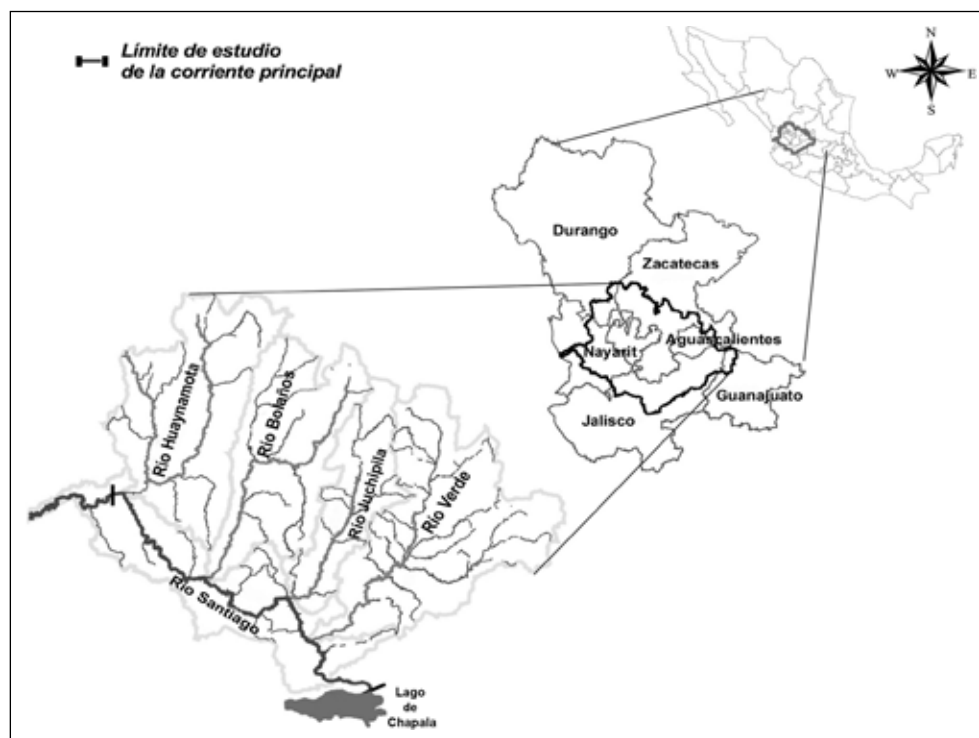 Límite de estudio
de la corriente principal
N
W
E
S
Durango
Zacatecas
Aguascalientes
Nayarit
Guanajuato
Jalisco
Río Huaynamota
Río Bolaños
Río Juchipila
Río Verde
Río Santiago
Lago
de
Chapala